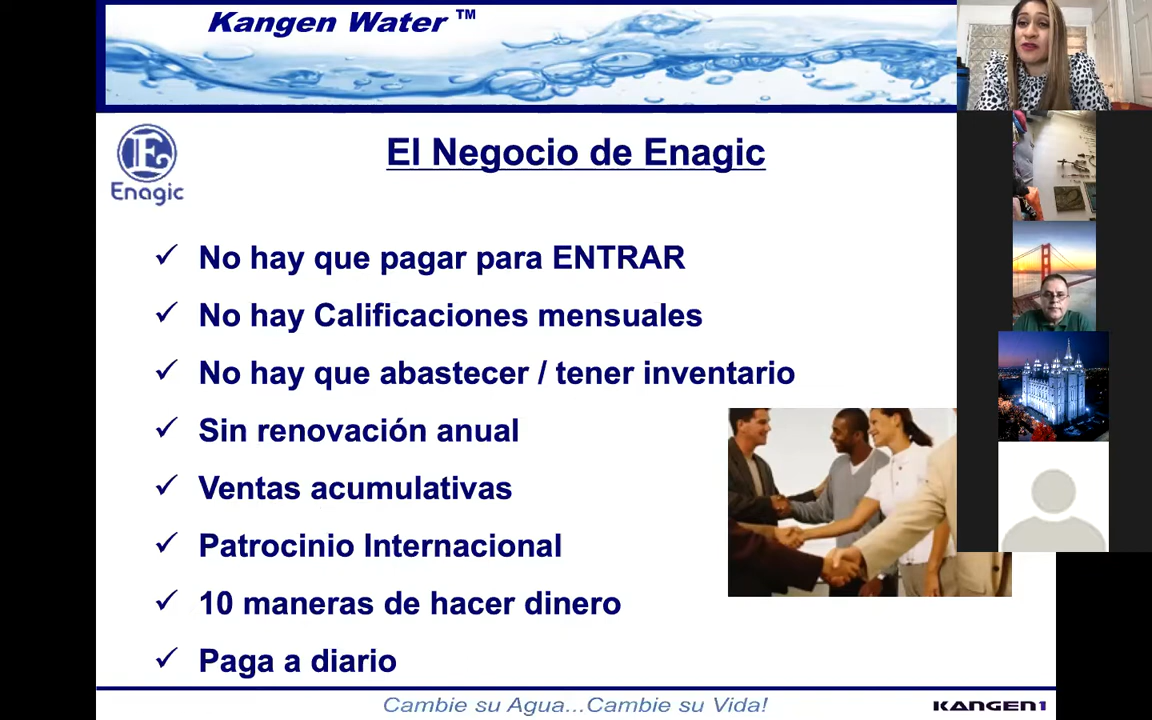 Kangen Water ™
Enagic
El Negocio de Enagic
✓ No hay que pagar para ENTRAR
✓ No hay Calificaciones mensuales
✓ No hay que abastecer / tener inventario
✓ Sin renovación anual
✓ Ventas acumulativas
✓ Patrocinio Internacional
✓ 10 maneras de hacer dinero
✓ Paga a diario
Cambie su Agua...Cambie su Vida!
KANGEN1